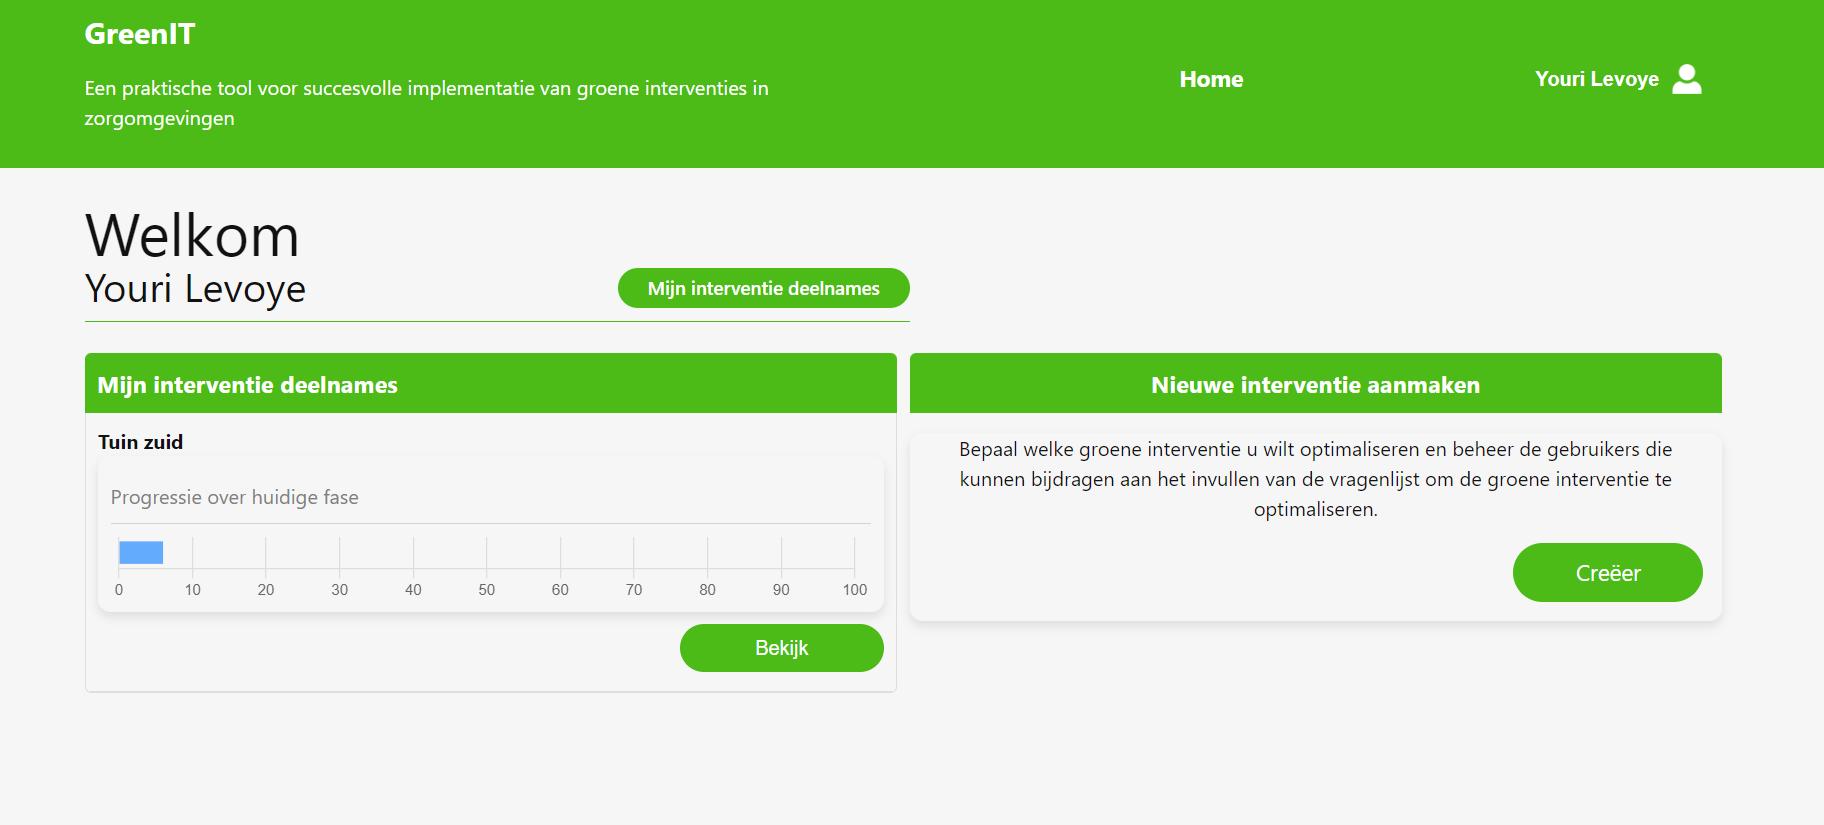 GreenIT
Een praktische tool voor succesvolle implementatie van groene interventies in
zorgomgevingen
Home
Youri Levoye
Welkom
Youri Levoye
Mijn interventie deelnames
Mijn interventie deelnames
Tuin zuid
Progressie over huidige fase
0 10 20 30 40 50 60 70 80 90 100
Bekijk
Nieuwe interventie aanmaken
Bepaal welke groene interventie u wilt optimaliseren en beheer de gebruikers die
kunnen bijdragen aan het invullen van de vragenlijst om de groene interventie te
optimaliseren.
Creëer